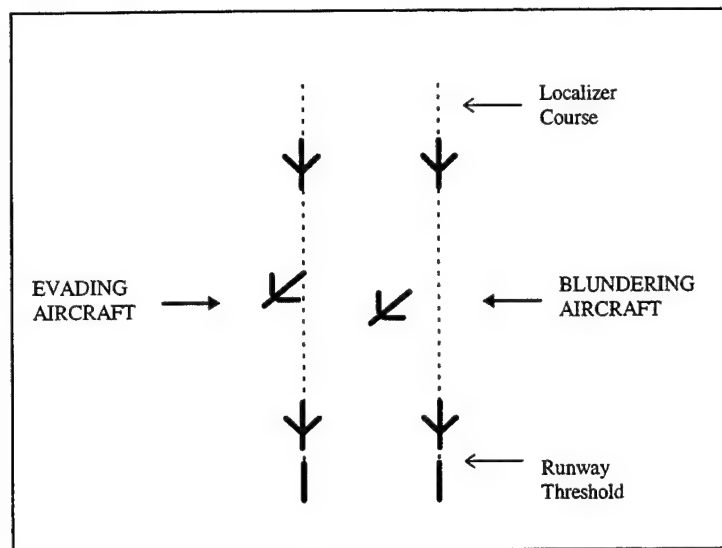 Localizer
Course
EVADING
AIRCRAFT
BLUNDERING
AIRCRAFT
Runway
Threshold